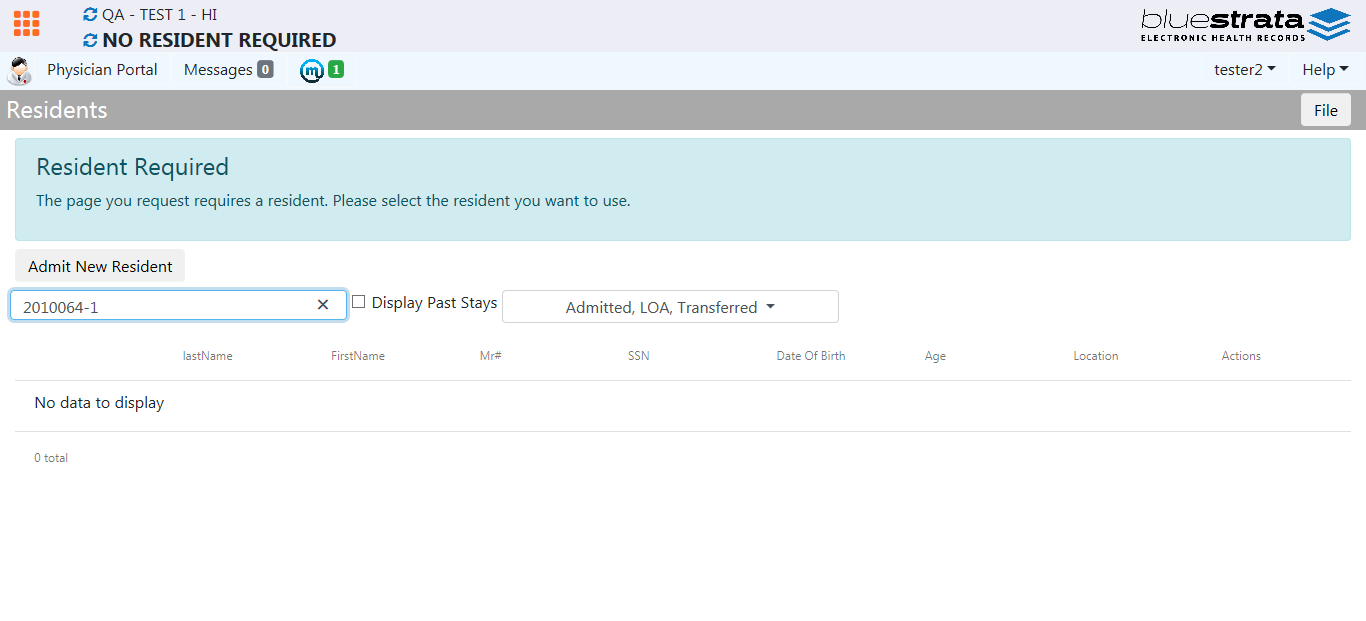 QA - TEST 1 - HI
NO RESIDENT REQUIRED
bluestrata
ELECTRONIC HEALTH RECORDS
Physician Portal Messages 0 m 1 tester2 Help
Residents File
Resident Required
The page you request requires a resident. Please select the resident you want to use.
Admit New Resident
2010064-1 Display Past Stays Admitted, LOA, Transferred
lastName FirstName Mr# SSN Date Of Birth Age Location Actions
No data to display
0 total